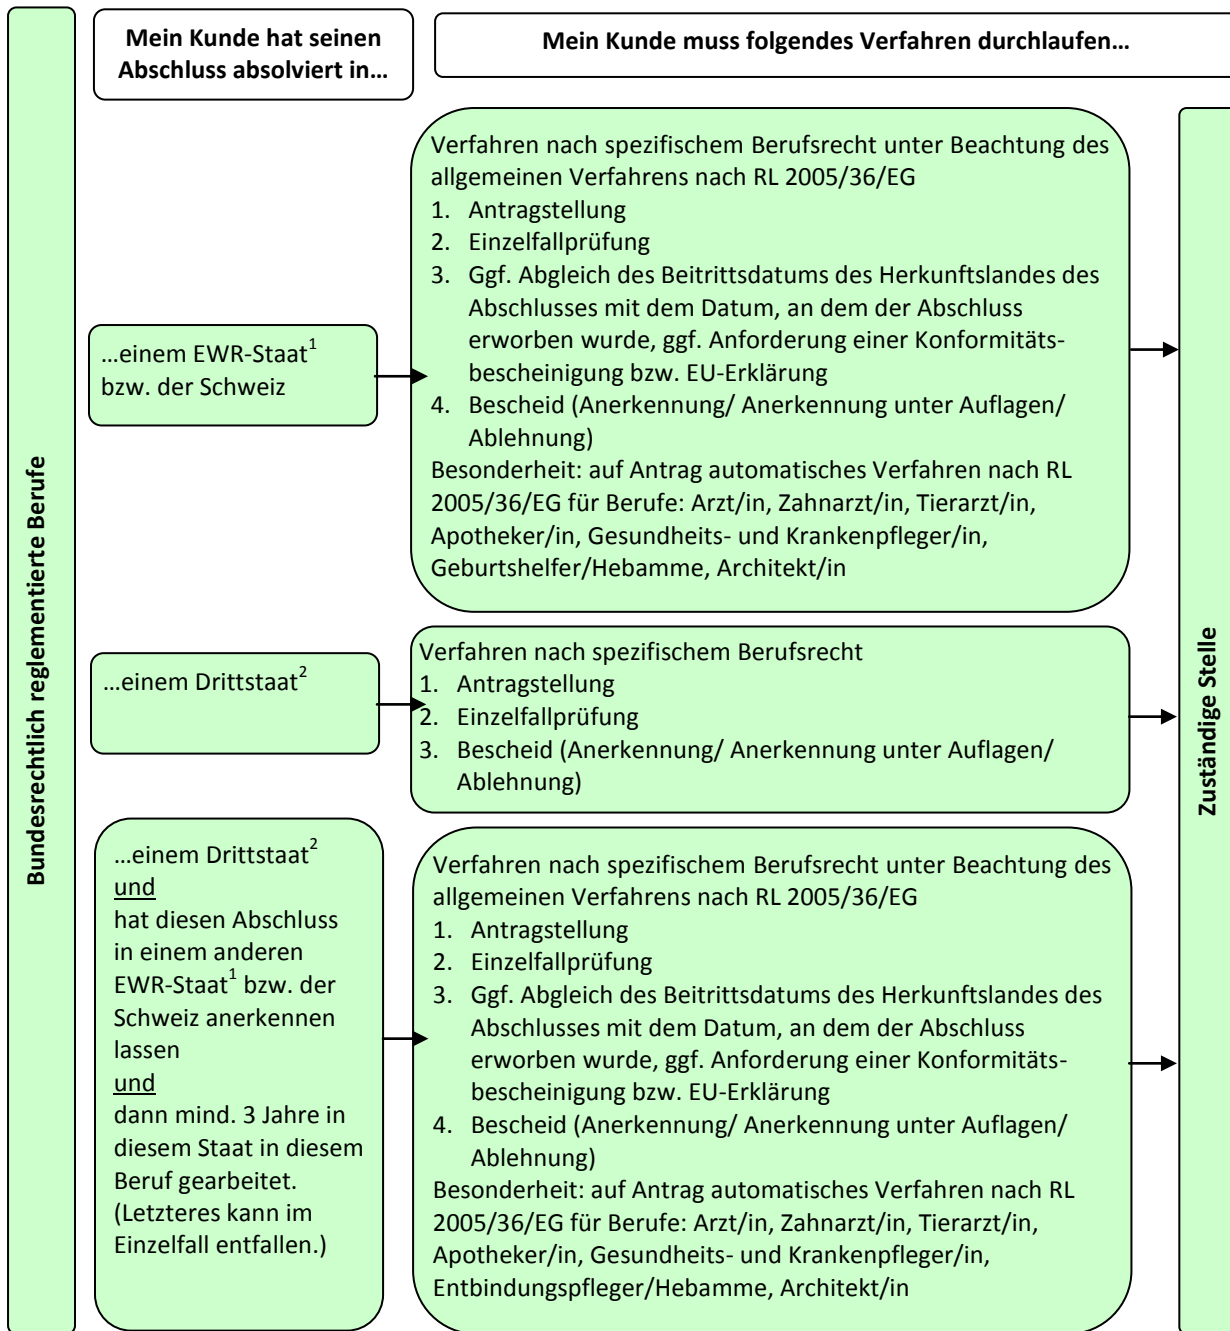 Bundesrechtlich reglementierte Berufe
Mein Kunde hat seinen
Abschluss absolviert in…
Mein Kunde muss folgendes Verfahren durchlaufen…
…einem EWR-Staat¹
bzw. der Schweiz
Verfahren nach spezifischem Berufsrecht unter Beachtung des
allgemeinen Verfahrens nach RL 2005/36/EG
1. Antragstellung
2. Einzelfallprüfung
3. Ggf. Abgleich des Beitrittsdatums des Herkunftslandes des
Abschlusses mit dem Datum, an dem der Abschluss
erworben wurde, ggf. Anforderung einer Konformitäts-
bescheinigung bzw. EU-Erklärung
4. Bescheid (Anerkennung/ Anerkennung unter Auflagen/
Ablehnung)
Besonderheit: auf Antrag automatisches Verfahren nach RL
2005/36/EG für Berufe: Arzt/in, Zahnarzt/in, Tierarzt/in,
Apotheker/in, Gesundheits- und Krankenpfleger/in,
Geburtshelfer/Hebamme, Architekt/in
…einem Drittstaat²
Verfahren nach spezifischem Berufsrecht
1. Antragstellung
2. Einzelfallprüfung
3. Bescheid (Anerkennung/ Anerkennung unter Auflagen/
Ablehnung)
…einem Drittstaat²
und
hat diesen Abschluss
in einem anderen
EWR-Staat¹ bzw. der
Schweiz anerkennen
lassen
und
dann mind. 3 Jahre in
diesem Staat in diesem
Beruf gearbeitet.
(Letzteres kann im
Einzelfall entfallen.)
Verfahren nach spezifischem Berufsrecht unter Beachtung des
allgemeinen Verfahrens nach RL 2005/36/EG
1. Antragstellung
2. Einzelfallprüfung
3. Ggf. Abgleich des Beitrittsdatums des Herkunftslandes des
Abschlusses mit dem Datum, an dem der Abschluss
erworben wurde, ggf. Anforderung einer Konformitäts-
bescheinigung bzw. EU-Erklärung
4. Bescheid (Anerkennung/ Anerkennung unter Auflagen/
Ablehnung)
Besonderheit: auf Antrag automatisches Verfahren nach RL
2005/36/EG für Berufe: Arzt/in, Zahnarzt/in, Tierarzt/in,
Apotheker/in, Gesundheits- und Krankenpfleger/in,
Entbindungspfleger/Hebamme, Architekt/in
Zuständige Stelle